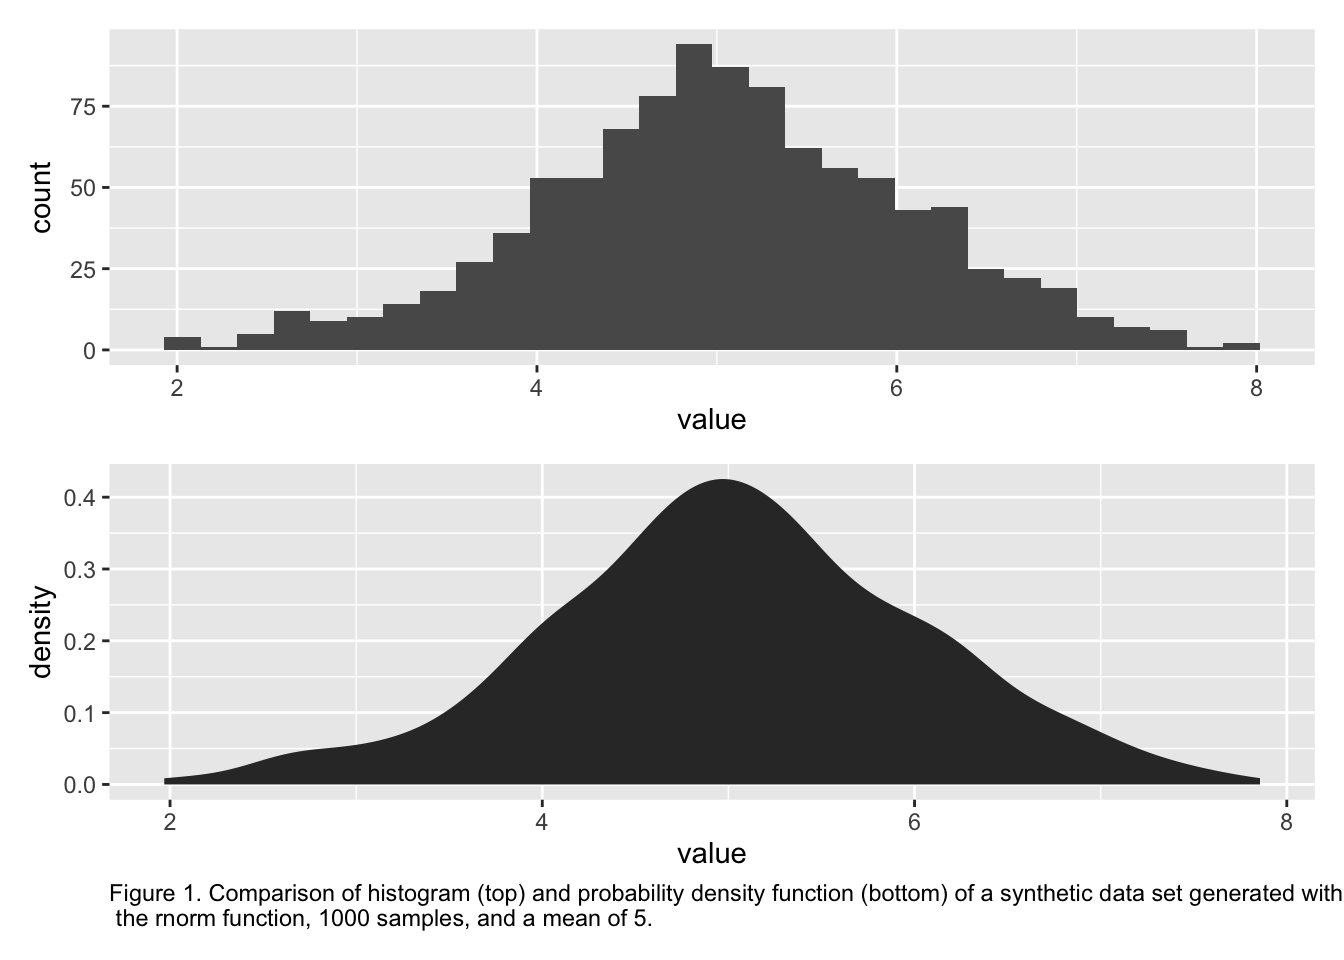 75
50
25
0
count
2 4 6 8
value
0.4
0.3
0.2
0.1
0.0
density
2 4 6 8
value
Figure 1. Comparison of histogram (top) and probability density function (bottom) of a synthetic data set generated with
the rnorm function, 1000 samples, and a mean of 5.